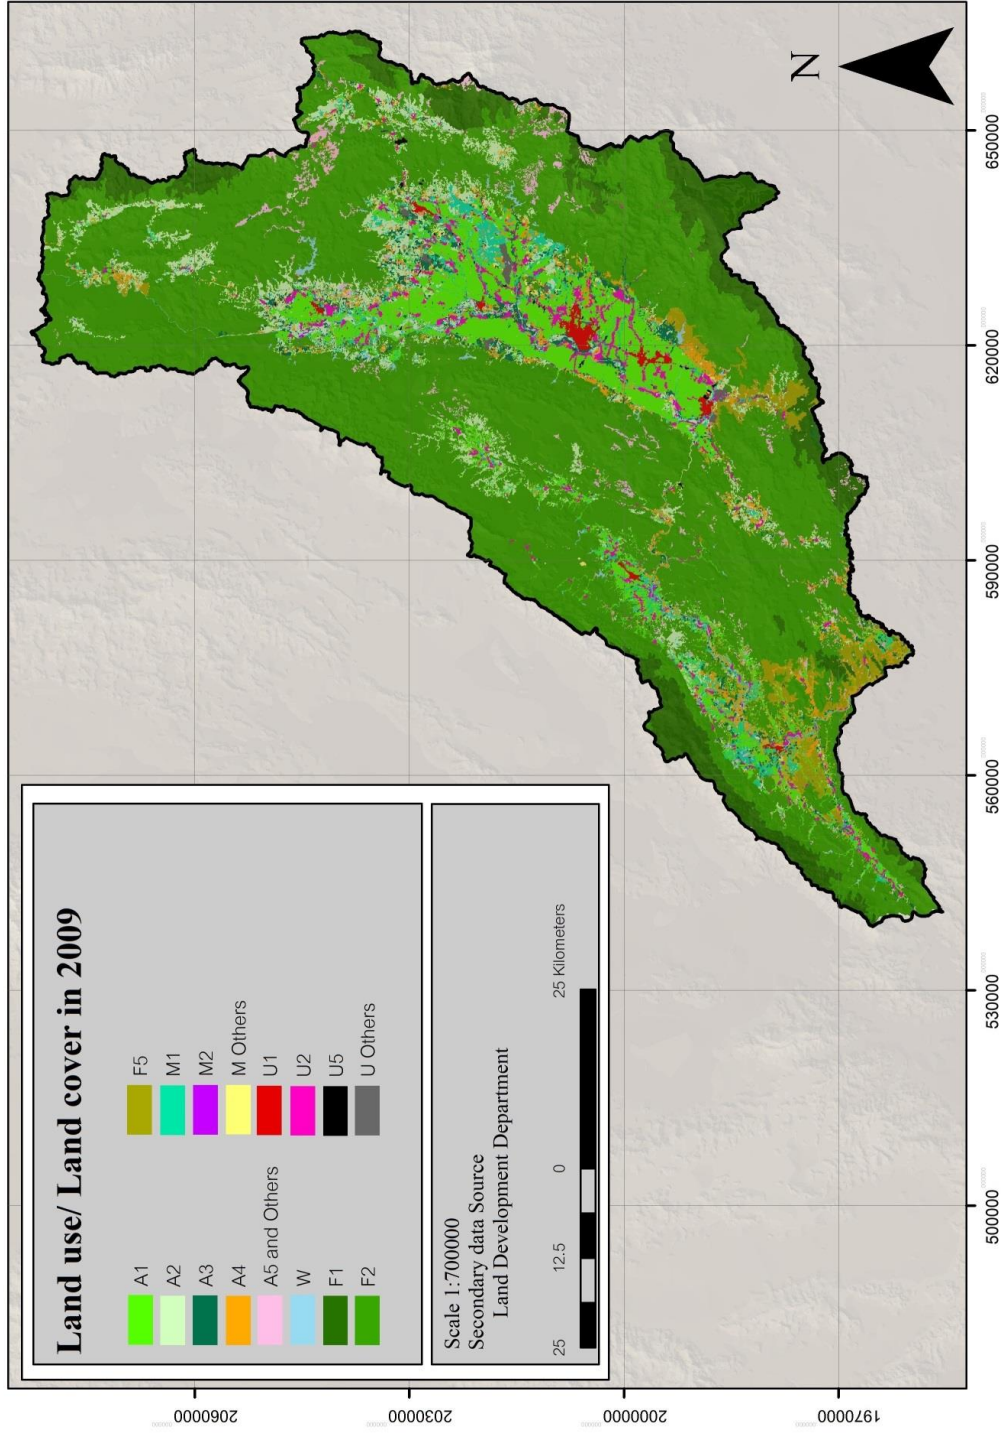 Land use/ Land cover in 2009
A1
A2
A3
A4
A5 and Others
W
F1
F2
F5
M1
M2
M Others
U1
U2
U5
U Others
Scale 1:700000
Secondary data Source
Land Development Department
25 12.5 0 25 Kilometers
N
500000 530000 560000 590000 620000 650000
2060000
2030000
2000000
1970000